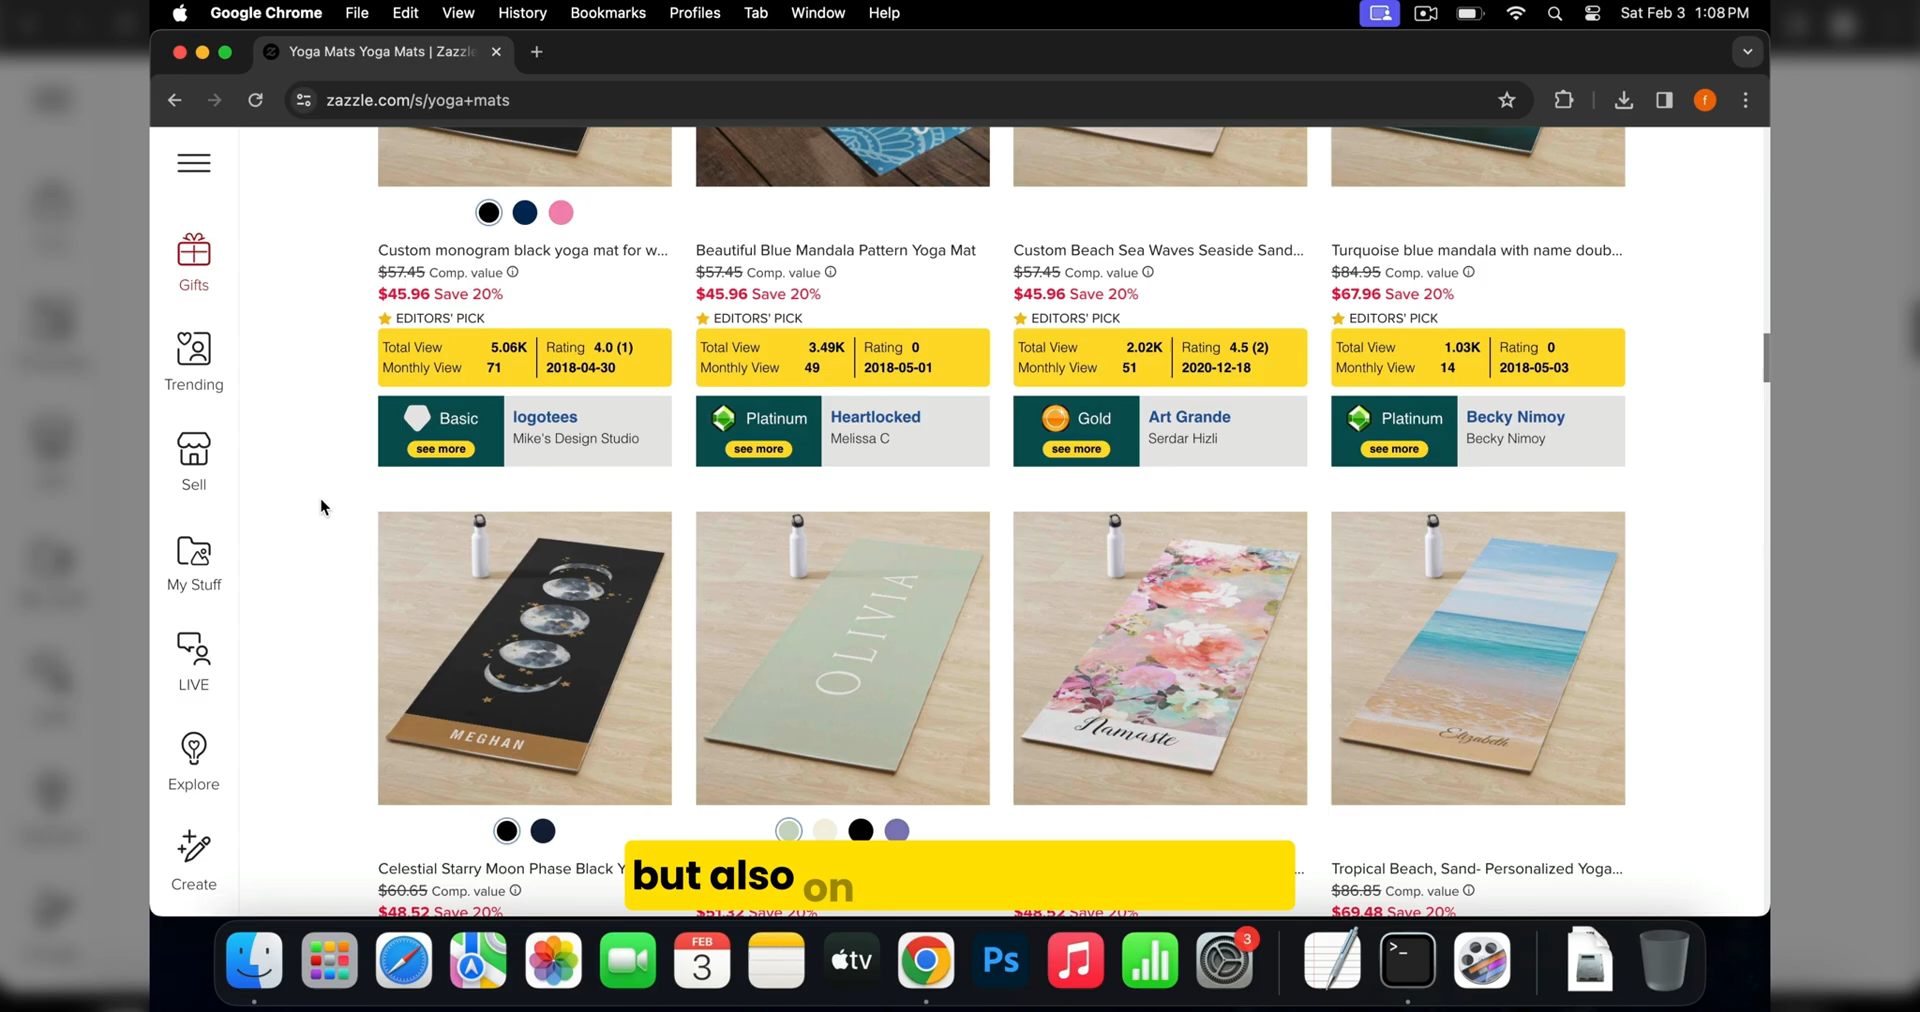 Google Chrome File Edit View History Bookmarks Profiles Tab Window Help Sat Feb 3 1:08 PM
Yoga Mats Yoga Mats | Zazzle
zazzle.com/s/yoga+mats
f
Gifts
Trending
Sell
My Stuff
LIVE
Explore
Create
Custom monogram black yoga mat for w...
$57.45 Comp. value
$45.96 Save 20%
EDITORS' PICK
Total View 5.06K Rating 4.0 (1)
Monthly View 71 2018-04-30
Basic logotees
see more Mike's Design Studio
Beautiful Blue Mandala Pattern Yoga Mat
$57.45 Comp. value
$45.96 Save 20%
EDITORS' PICK
Total View 3.49K Rating 0
Monthly View 49 2018-05-01
Platinum Heartlocked
see more Melissa C
Custom Beach Sea Waves Seaside Sand...
$57.45 Comp. value
$45.96 Save 20%
EDITORS' PICK
Total View 2.02K Rating 4.5 (2)
Monthly View 51 2020-12-18
Gold Art Grande
see more Serdar Hizli
Turquoise blue mandala with name doub...
$84.95 Comp. value
$67.96 Save 20%
EDITORS' PICK
Total View 1.03K Rating 0
Monthly View 14 2018-05-03
Platinum Becky Nimoy
see more Becky Nimoy
MEGHAN
OLIVIA
Namaste
Elizabeth
Celestial Starry Moon Phase Black Y
$60.65 Comp. value
$48.52 Save 20%
$51.32 Save 20%
$48.52 Save 20%
Tropical Beach, Sand- Personalized Yoga...
$86.85 Comp. value
$69.48 Save 20%
but also on
FEB
3
tv
Ps
3